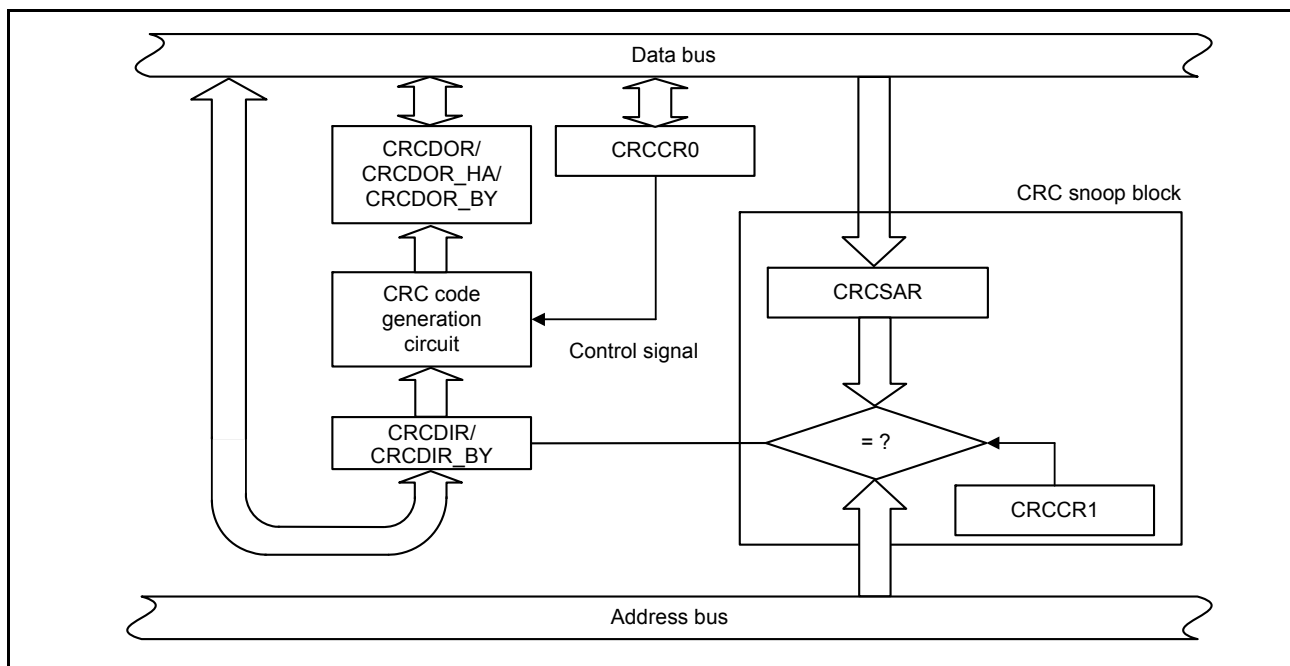 Data bus
CRCDOR/
CRCDOR_HA/
CRCDOR_BY
CRCCR0
CRC snoop block
CRC code
generation
circuit
CRCSAR
Control signal
CRCDIR/
CRCDIR_BY
= ?
CRCCR1
Address bus